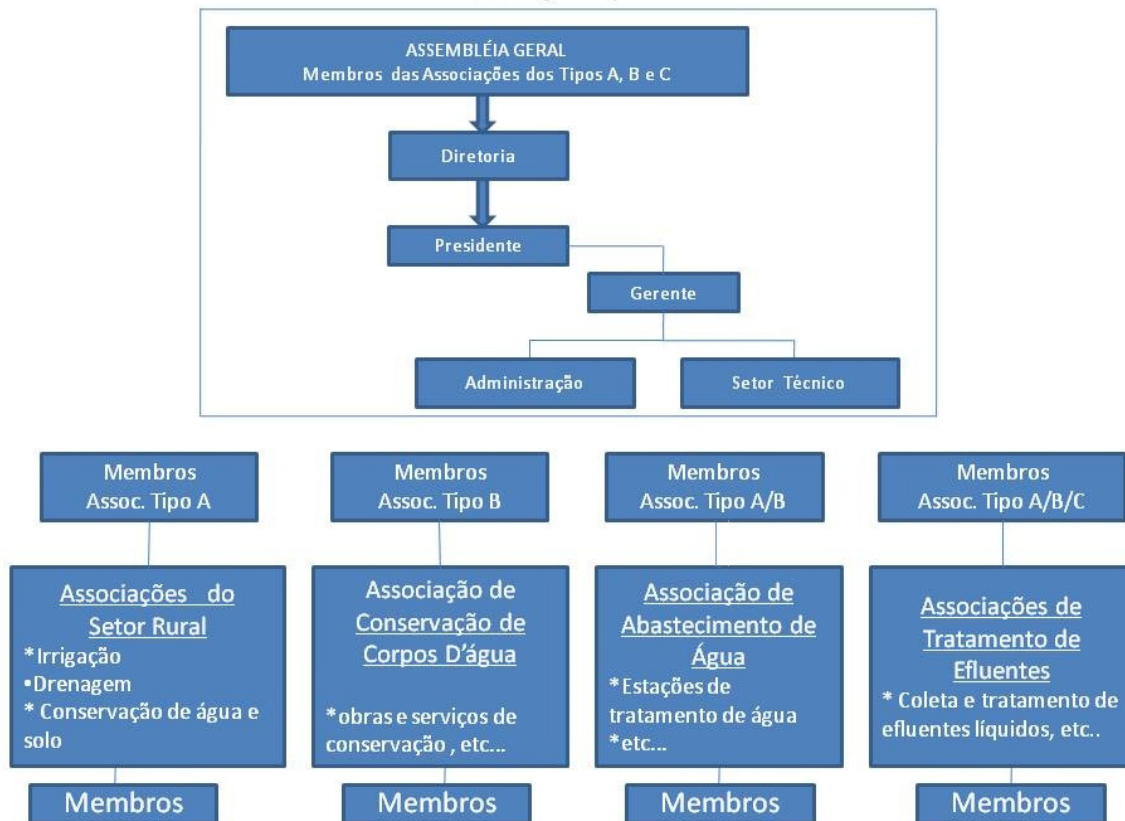 ASSEMBLÉIA GERAL
Membros das Associações dos Tipos A, B e C
Diretoria
Presidente
Gerente
Administração
Setor Técnico
Membros
Assoc. Tipo A
Membros
Assoc. Tipo B
Membros
Assoc. Tipo A/B
Membros
Assoc. Tipo A/B/C
Associações do
Setor Rural
*Irrigação
•Drenagem
* Conservação de água e
solo
Associação de
Conservação de
Corpos D'água
*obras e serviços de
conservação , etc...
Associação de
Abastecimento de
Água
*Estações de
tratamento de água
*etc...
Associações de
Tratamento de
Efluentes
* Coleta e tratamento de
efluentes líquidos, etc..
Membros
Membros
Membros
Membros